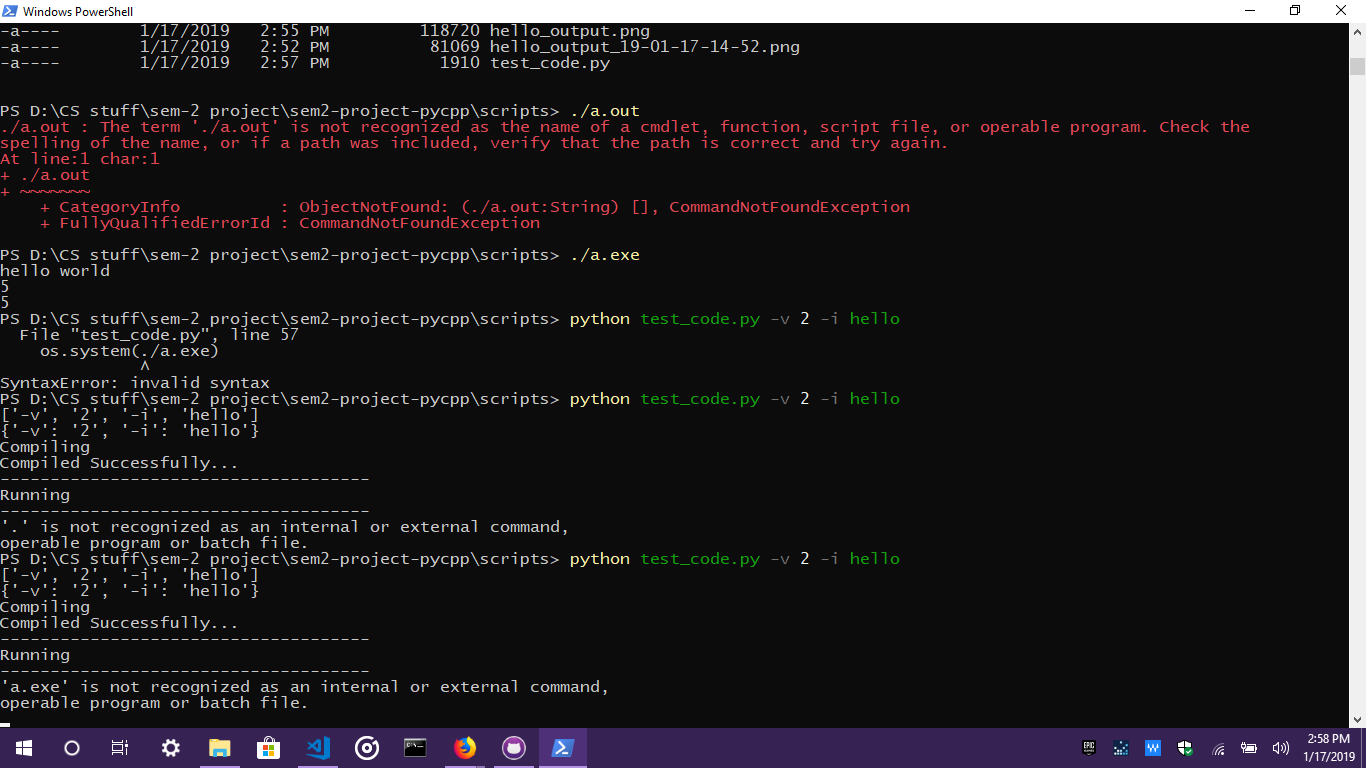 Windows PowerShell
-a---- 1/17/2019 2:55 PM 118720 hello_output.png
-a---- 1/17/2019 2:52 PM 81069 hello_output_19-01-17-14-52.png
-a---- 1/17/2019 2:57 PM 1910 test_code.py
PS D:\CS stuff\sem-2 project\sem2-project-pycpp\scripts> ./a.out
./a.out : The term './a.out' is not recognized as the name of a cmdlet, function, script file, or operable program. Check the
spelling of the name, or if a path was included, verify that the path is correct and try again.
At line:1 char:1
+ ./a.out
+ ~~~~~~~
+ CategoryInfo : ObjectNotFound: (./a.out:String) [], CommandNotFoundException
+ FullyQualifiedErrorId : CommandNotFoundException
PS D:\CS stuff\sem-2 project\sem2-project-pycpp\scripts> ./a.exe
hello world
5
5
PS D:\CS stuff\sem-2 project\sem2-project-pycpp\scripts> python test_code.py -v 2 -i hello
File "test_code.py", line 57
os.system(./a.exe)
^
SyntaxError: invalid syntax
PS D:\CS stuff\sem-2 project\sem2-project-pycpp\scripts> python test_code.py -v 2 -i hello
['-v', '2', '-i', 'hello']
{'-v': '2', '-i': 'hello'}
Compiling
Compiled Successfully...
-------------------------------------
Running
-------------------------------------
'.' is not recognized as an internal or external command,
operable program or batch file.
PS D:\CS stuff\sem-2 project\sem2-project-pycpp\scripts> python test_code.py -v 2 -i hello
['-v', '2', '-i', 'hello']
{'-v': '2', '-i': 'hello'}
Compiling
Compiled Successfully...
-------------------------------------
Running
-------------------------------------
'a.exe' is not recognized as an internal or external command,
operable program or batch file.
2:58 PM
1/17/2019